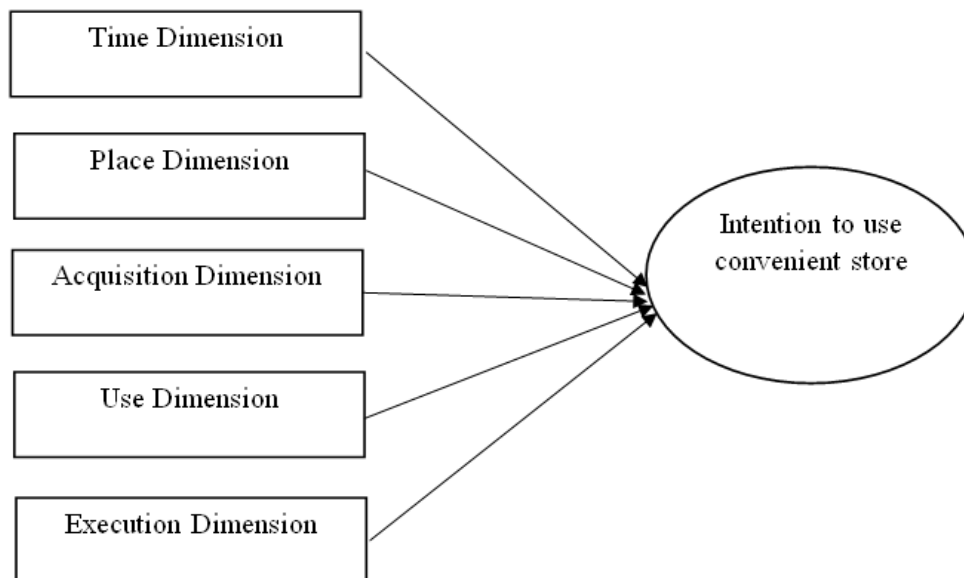 Time Dimension
Place Dimension
Intention to use
convenient store
Acquisition Dimension
Use Dimension
Execution Dimension